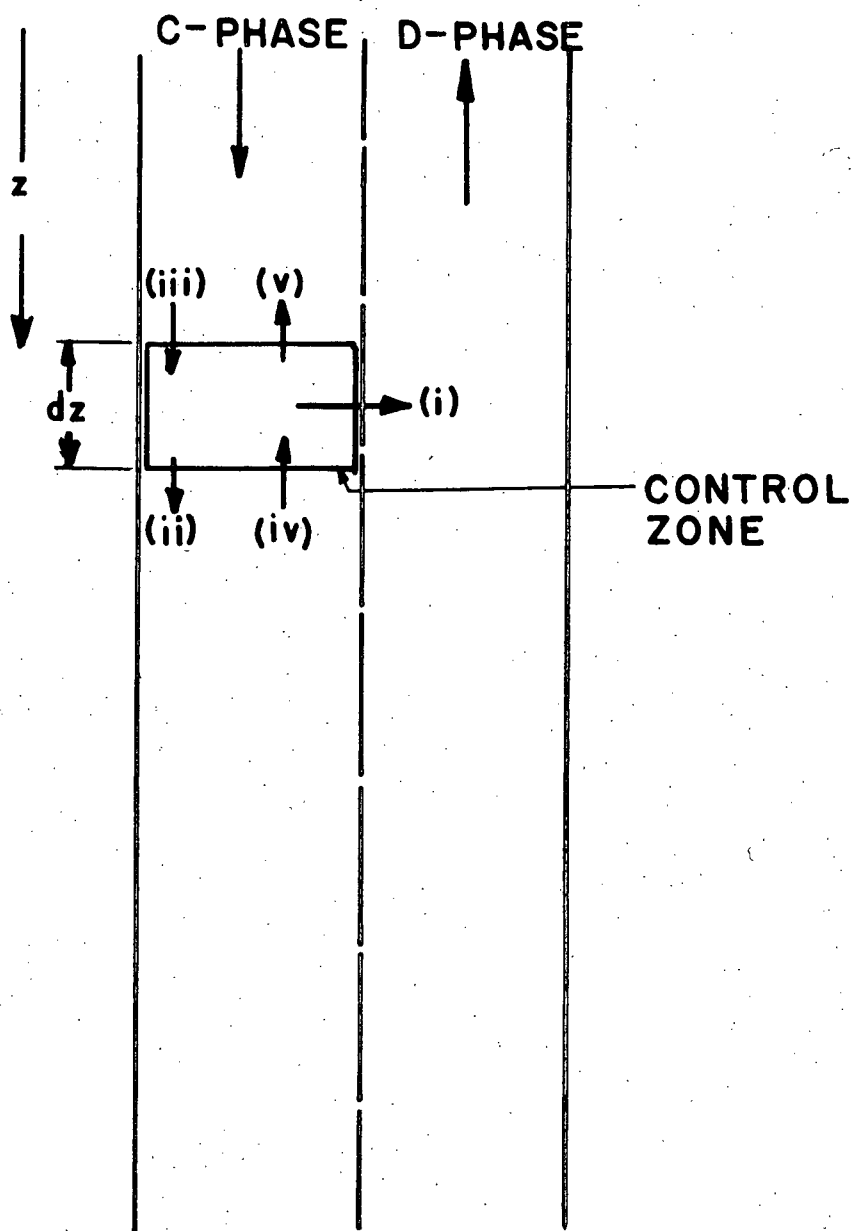 C-PHASE
D-PHASE
z
(iii)
(v)
dz
(i)
(ii)
(iv)
CONTROL
ZONE